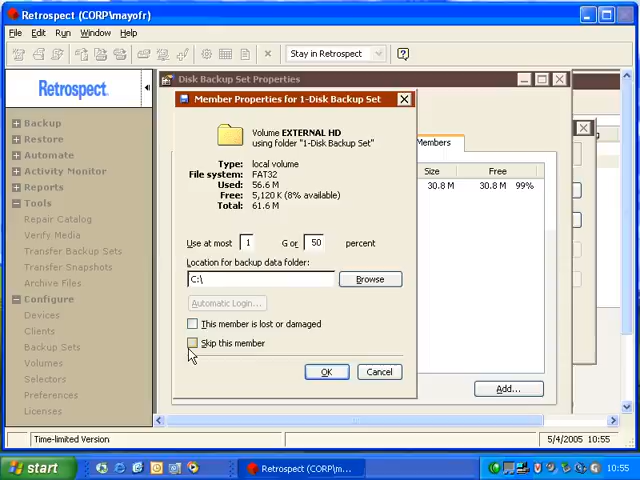 Retrospect (CORP\mayofr)
File Edit Run Window Help
Stay in Retrospect
Retrospect
Backup
Restore
Automate
Activity Monitor
Reports
Tools
Repair Catalog
Verify Media
Transfer Backup Sets
Transfer Snapshots
Archive Files
Configure
Devices
Clients
Backup Sets
Volumes
Selectors
Preferences
Licenses
Disk Backup Set Properties
Member Properties for 1-Disk Backup Set
Volume EXTERNAL HD
using folder "1-Disk Backup Set"
Type: local volume
File system: FAT32
Used: 56.6 M
Free: 5,120 K (8% available)
Total: 61.6 M
Use at most 1 G or 50 percent
Location for backup data folder:
C:\ Browse
Automatic Login...
This member is lost or damaged
Skip this member
OK Cancel
Members
Size Free
30.8 M 30.8 M 99%
Add...
Time-limited Version 5/4/2005 10:55
start Retrospect (CORP\m... 10:55